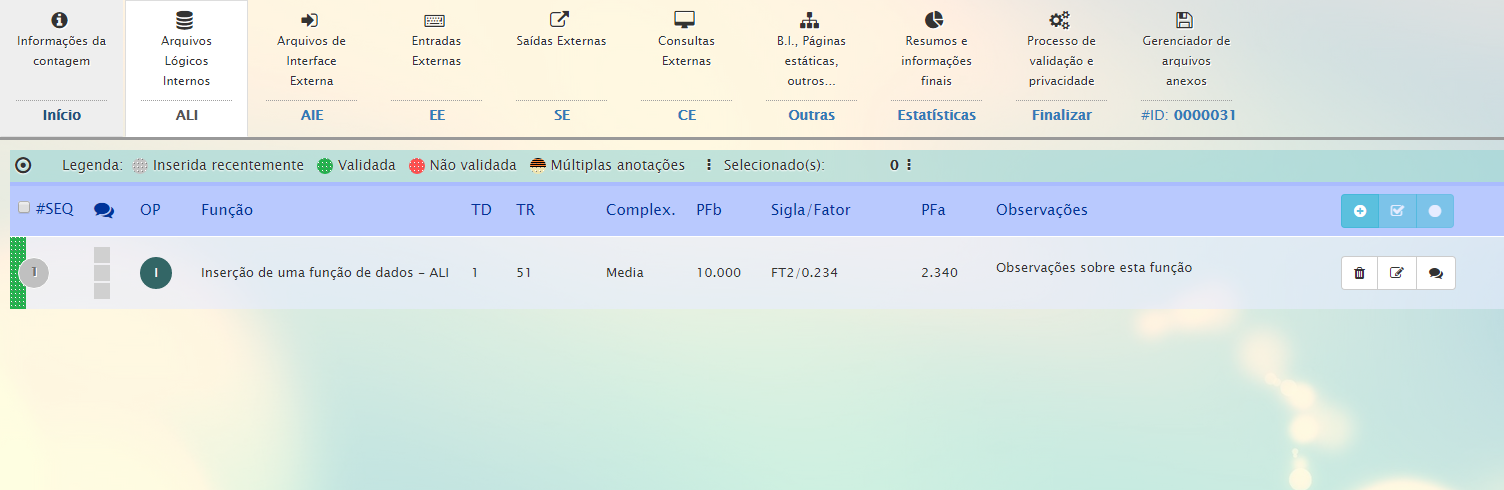 Informações da contagem
Início
Arquivos Lógicos Internos
ALI
Arquivos de Interface Externa
AIE
Entradas Externas
EE
Saídas Externas
SE
Consultas Externas
CE
B.I., Páginas estáticas, outros...
Outras
Resumos e informações finais
Estatísticas
Processo de validação e privacidade
Finalizar
Gerenciador de arquivos anexos
#ID: 0000031
Legenda: Inserida recentemente Validada Não validada Múltiplas anotações Selecionado(s): 0
#SEQ OP Função TD TR Complex. PFb Sigla/Fator PFa Observações
1 I Inserção de uma função de dados - ALI 1 51 Media 10.000 FT2/0.234 2.340 Observações sobre esta função